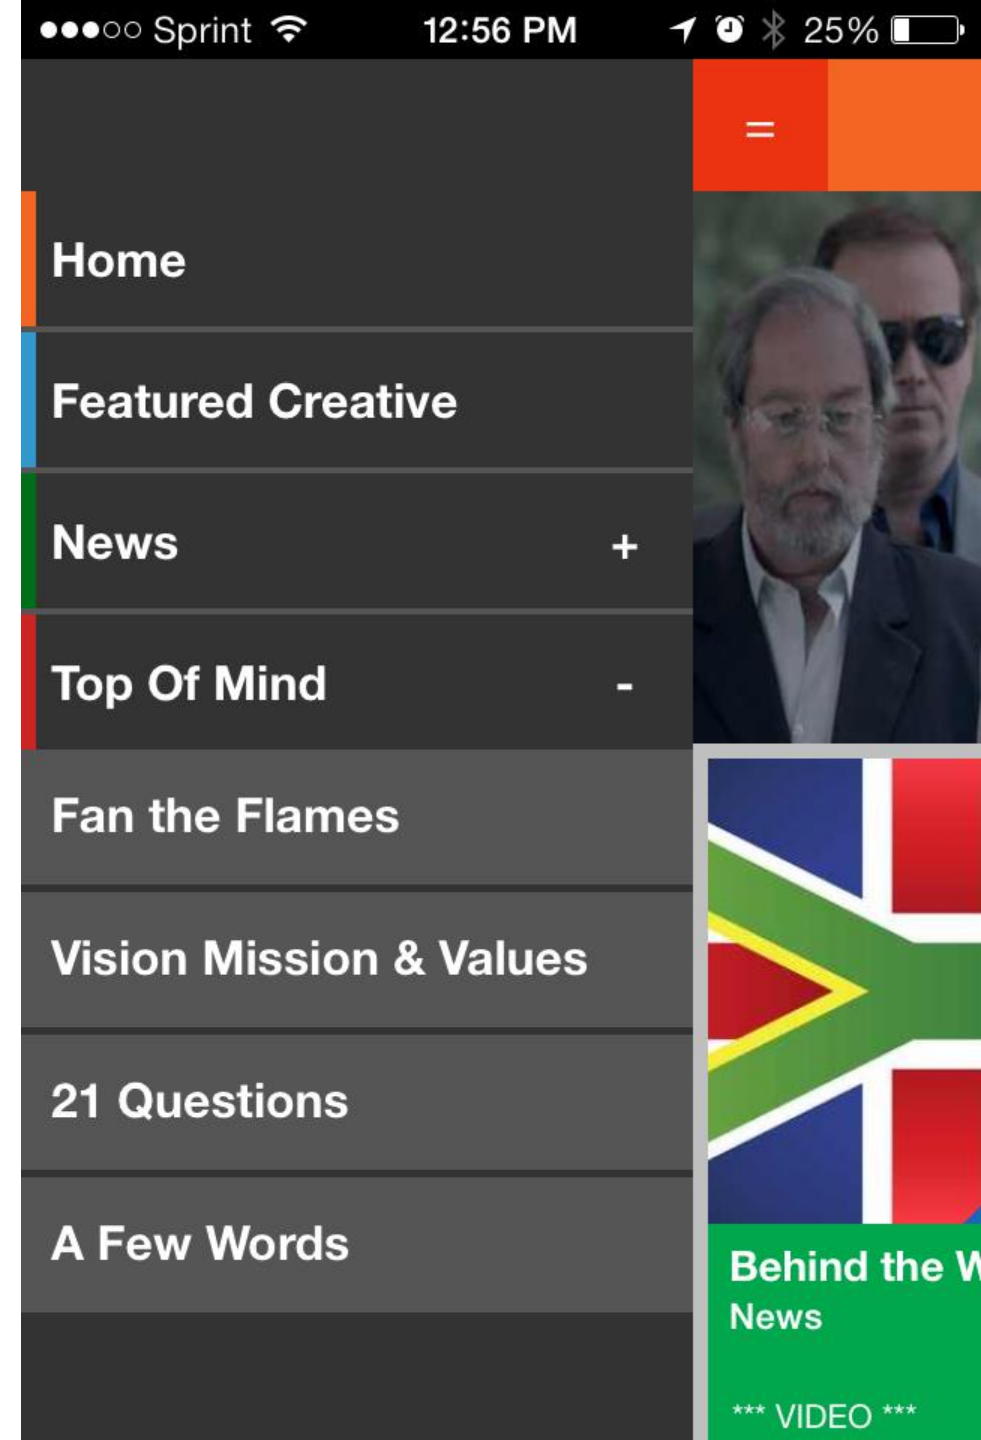 Sprint 12:56 PM 25%
=
Home
Featured Creative
News +
Top Of Mind -
Fan the Flames
Vision Mission & Values
21 Questions
A Few Words
Behind the W
News
*** VIDEO ***